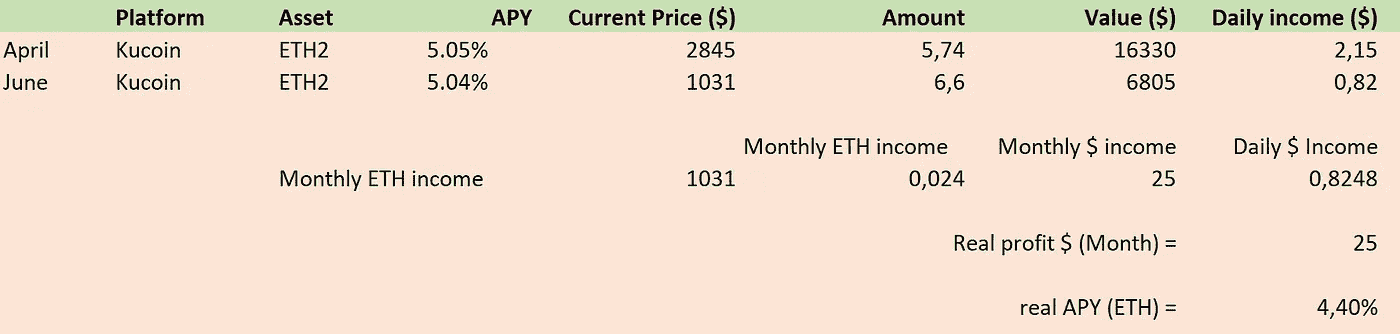 Platform Asset APY Current Price ($) Amount Value ($) Daily income ($)
April Kucoin ETH2 5.05% 2845 5,74 16330 2,15
June Kucoin ETH2 5.04% 1031 6,6 6805 0,82
Monthly ETH income Monthly $ income Daily $ Income
Monthly ETH income 1031 0,024 25 0,8248
Real profit $ (Month) = 25
real APY (ETH) = 4,40%